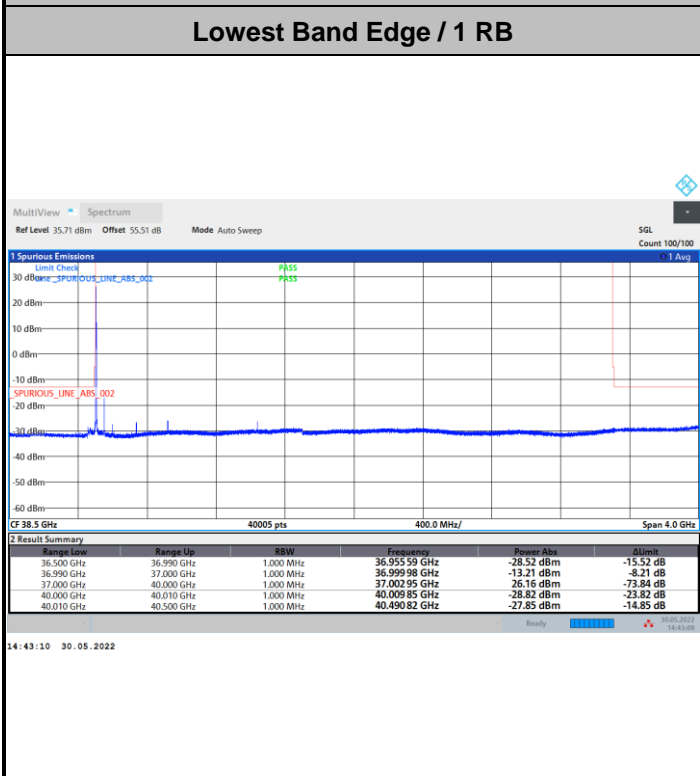 Lowest Band Edge / 1 RB
MultiView Spectrum
Ref Level 35.71 dBm Offset 55.51 dB Mode Auto Sweep SGL
Count 100/100
1 Spurious Emissions 1 Avg
Limit Check PASS
30 dBm Line _SPURIOUS_LINE_ABS_002 PASS
20 dBm
10 dBm
0 dBm
-10 dBm
_SPURIOUS_LINE_ABS_002
-20 dBm
-30 dBm
-40 dBm
-50 dBm
-60 dBm
CF 38.5 GHz 40005 pts 400.0 MHz/ Span 4.0 GHz
2 Result Summary
Range Low Range Up RBW Frequency Power Abs ΔLimit
36.500 GHz 36.990 GHz 1.000 MHz 36.955 59 GHz -28.52 dBm -15.52 dB
36.990 GHz 37.000 GHz 1.000 MHz 36.999 98 GHz -13.21 dBm -8.21 dB
37.000 GHz 40.000 GHz 1.000 MHz 37.002 95 GHz 26.16 dBm -73.84 dB
40.000 GHz 40.010 GHz 1.000 MHz 40.009 85 GHz -28.82 dBm -23.82 dB
40.010 GHz 40.500 GHz 1.000 MHz 40.490 82 GHz -27.85 dBm -14.85 dB
Ready 30.05.2022
14:43:09
14:43:10 30.05.2022